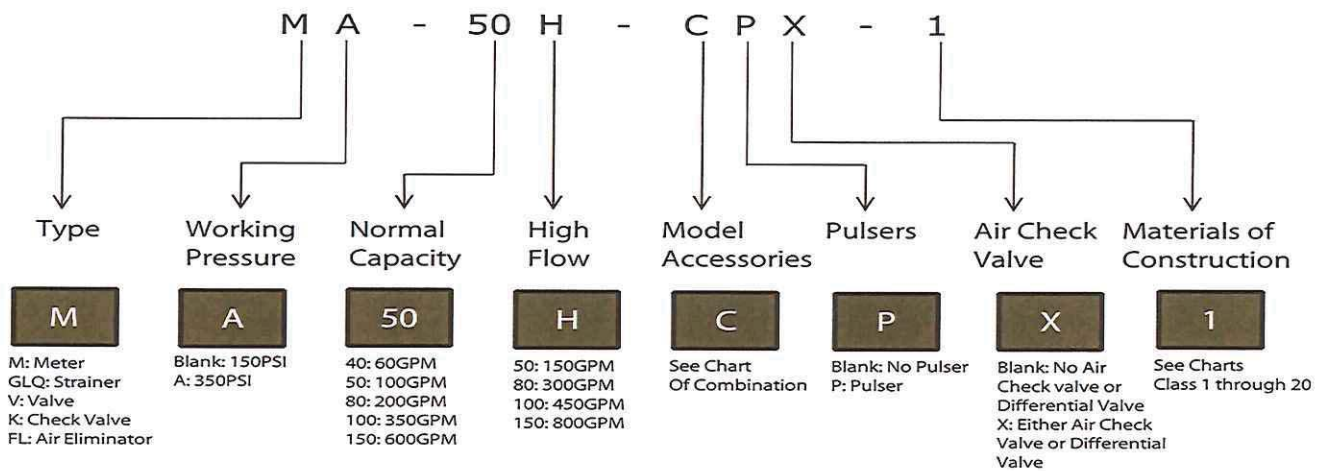 M A - 50 H - C P X - 1
Type
Working
Pressure
Normal
Capacity
High
Flow
Model
Accessories
Pulsers
Air Check
Valve
Materials of
Construction
M
A
50
H
C
P
X
1
M: Meter
GLQ: Strainer
V: Valve
K: Check Valve
FL: Air Eliminator
Blank: 150PSI
A: 350PSI
40: 60GPM
50: 100GPM
80: 200GPM
100: 350GPM
150: 600GPM
50: 150GPM
80: 300GPM
100: 450GPM
150: 800GPM
See Chart
Of Combination
Blank: No Pulser
P: Pulser
Blank: No Air
Check valve or
Differential Valve
X: Either Air Check
Valve or Differential
Valve
See Charts
Class 1 through 20